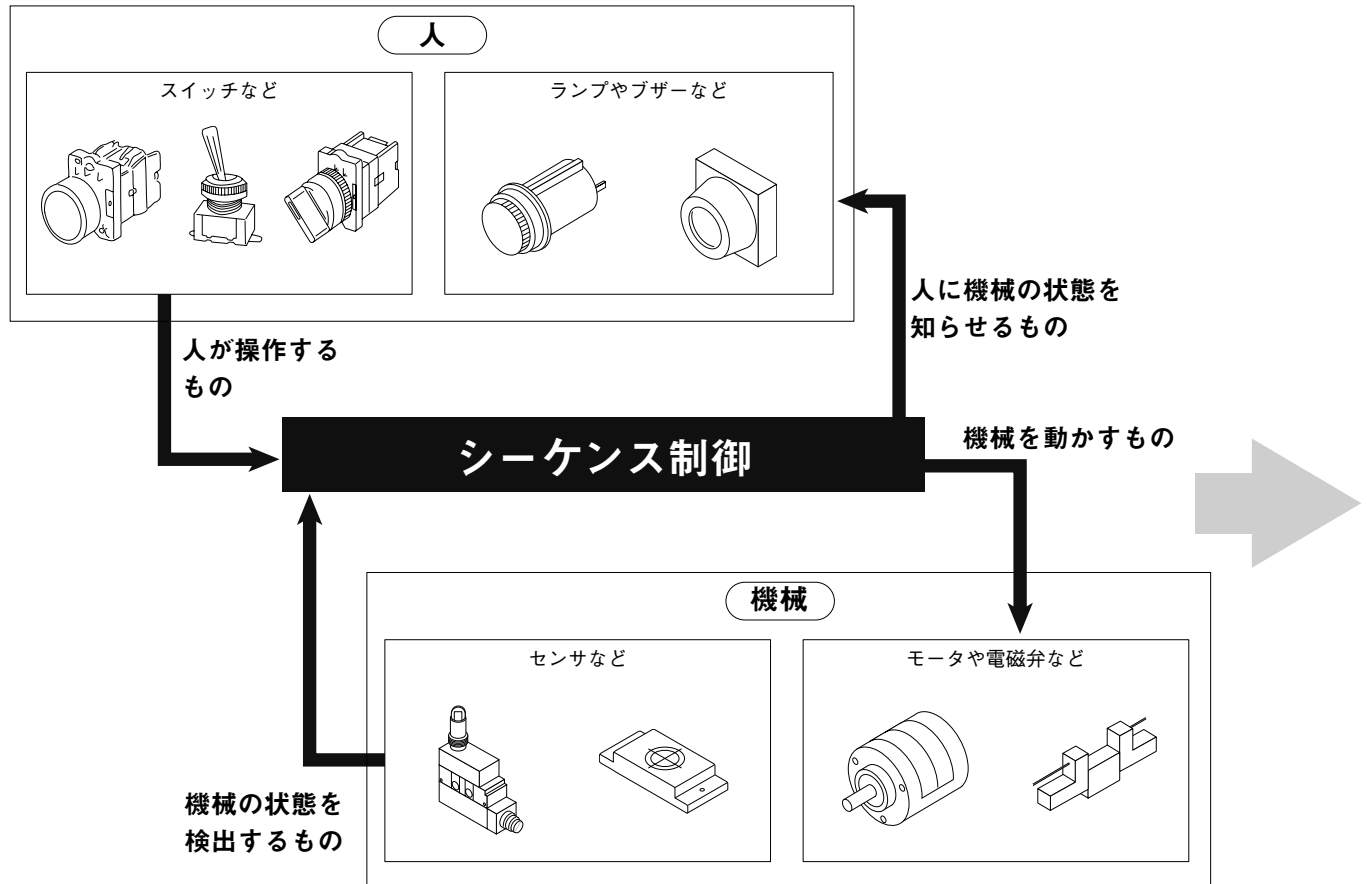 人
スイッチなど
ランプやブザーなど
人に機械の状態を
知らせるもの
人が操作する
もの
機械を動かすもの
シーケンス制御
機械
センサなど
モータや電磁弁など
機械の状態を
検出するもの